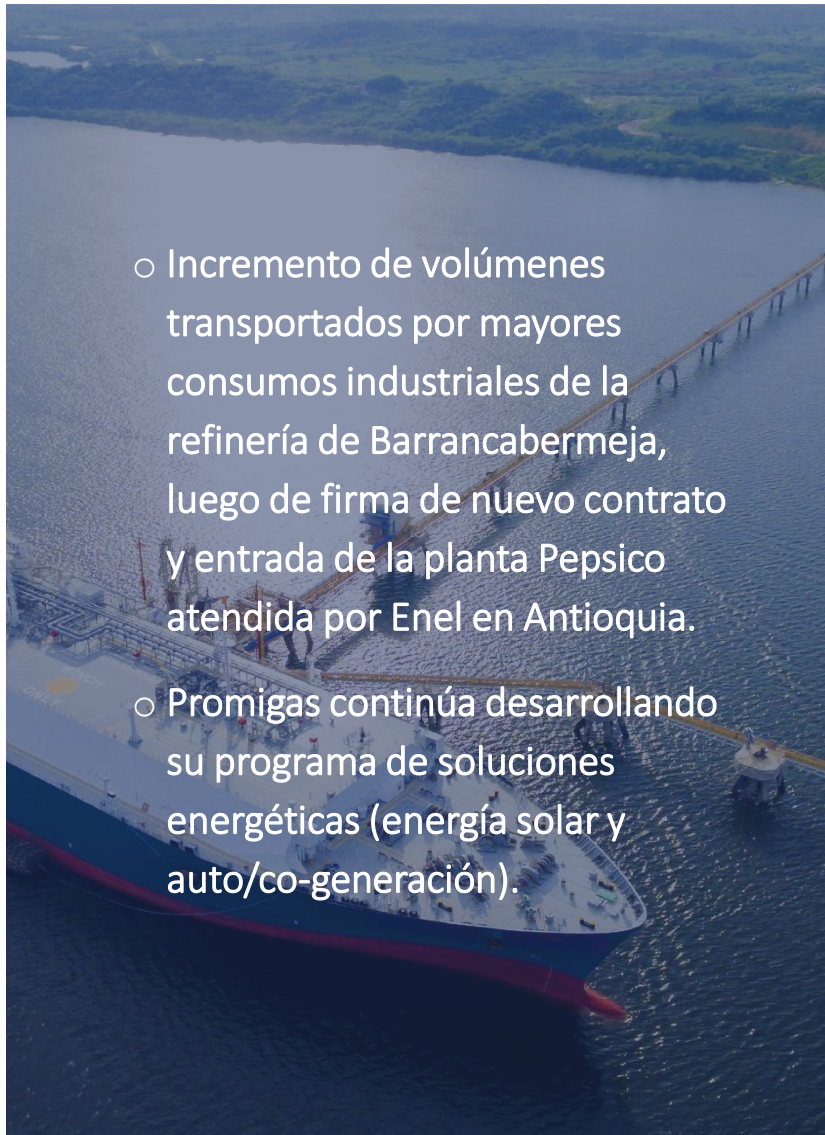 o Incremento de volúmenes
transportados por mayores
consumos industriales de la
refinería de Barrancabermeja,
luego de firma de nuevo contrato
y entrada de la planta Pepsico
atendida por Enel en Antioquia.
o Promigas continúa desarrollando
su programa de soluciones
energéticas (energía solar y
auto/co-generación).